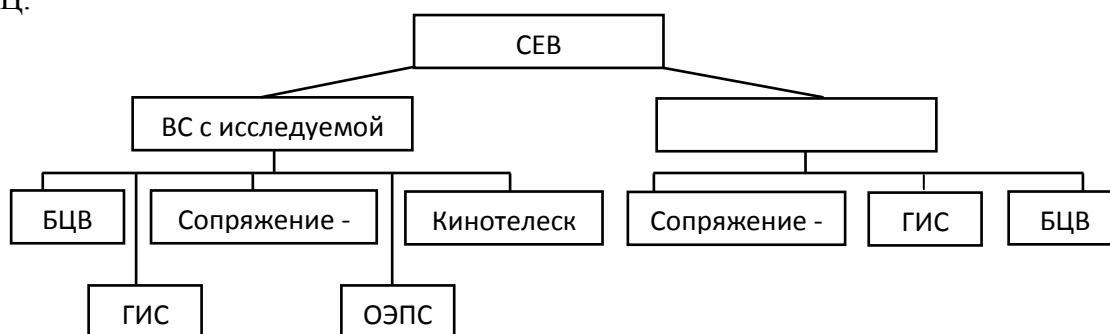 ц.
СЕВ
ВС с исследуемой
БЦВ
Сопряжение -
Кинотелеск
Сопряжение -
ГИС
БЦВ
ГИС
ОЭПС